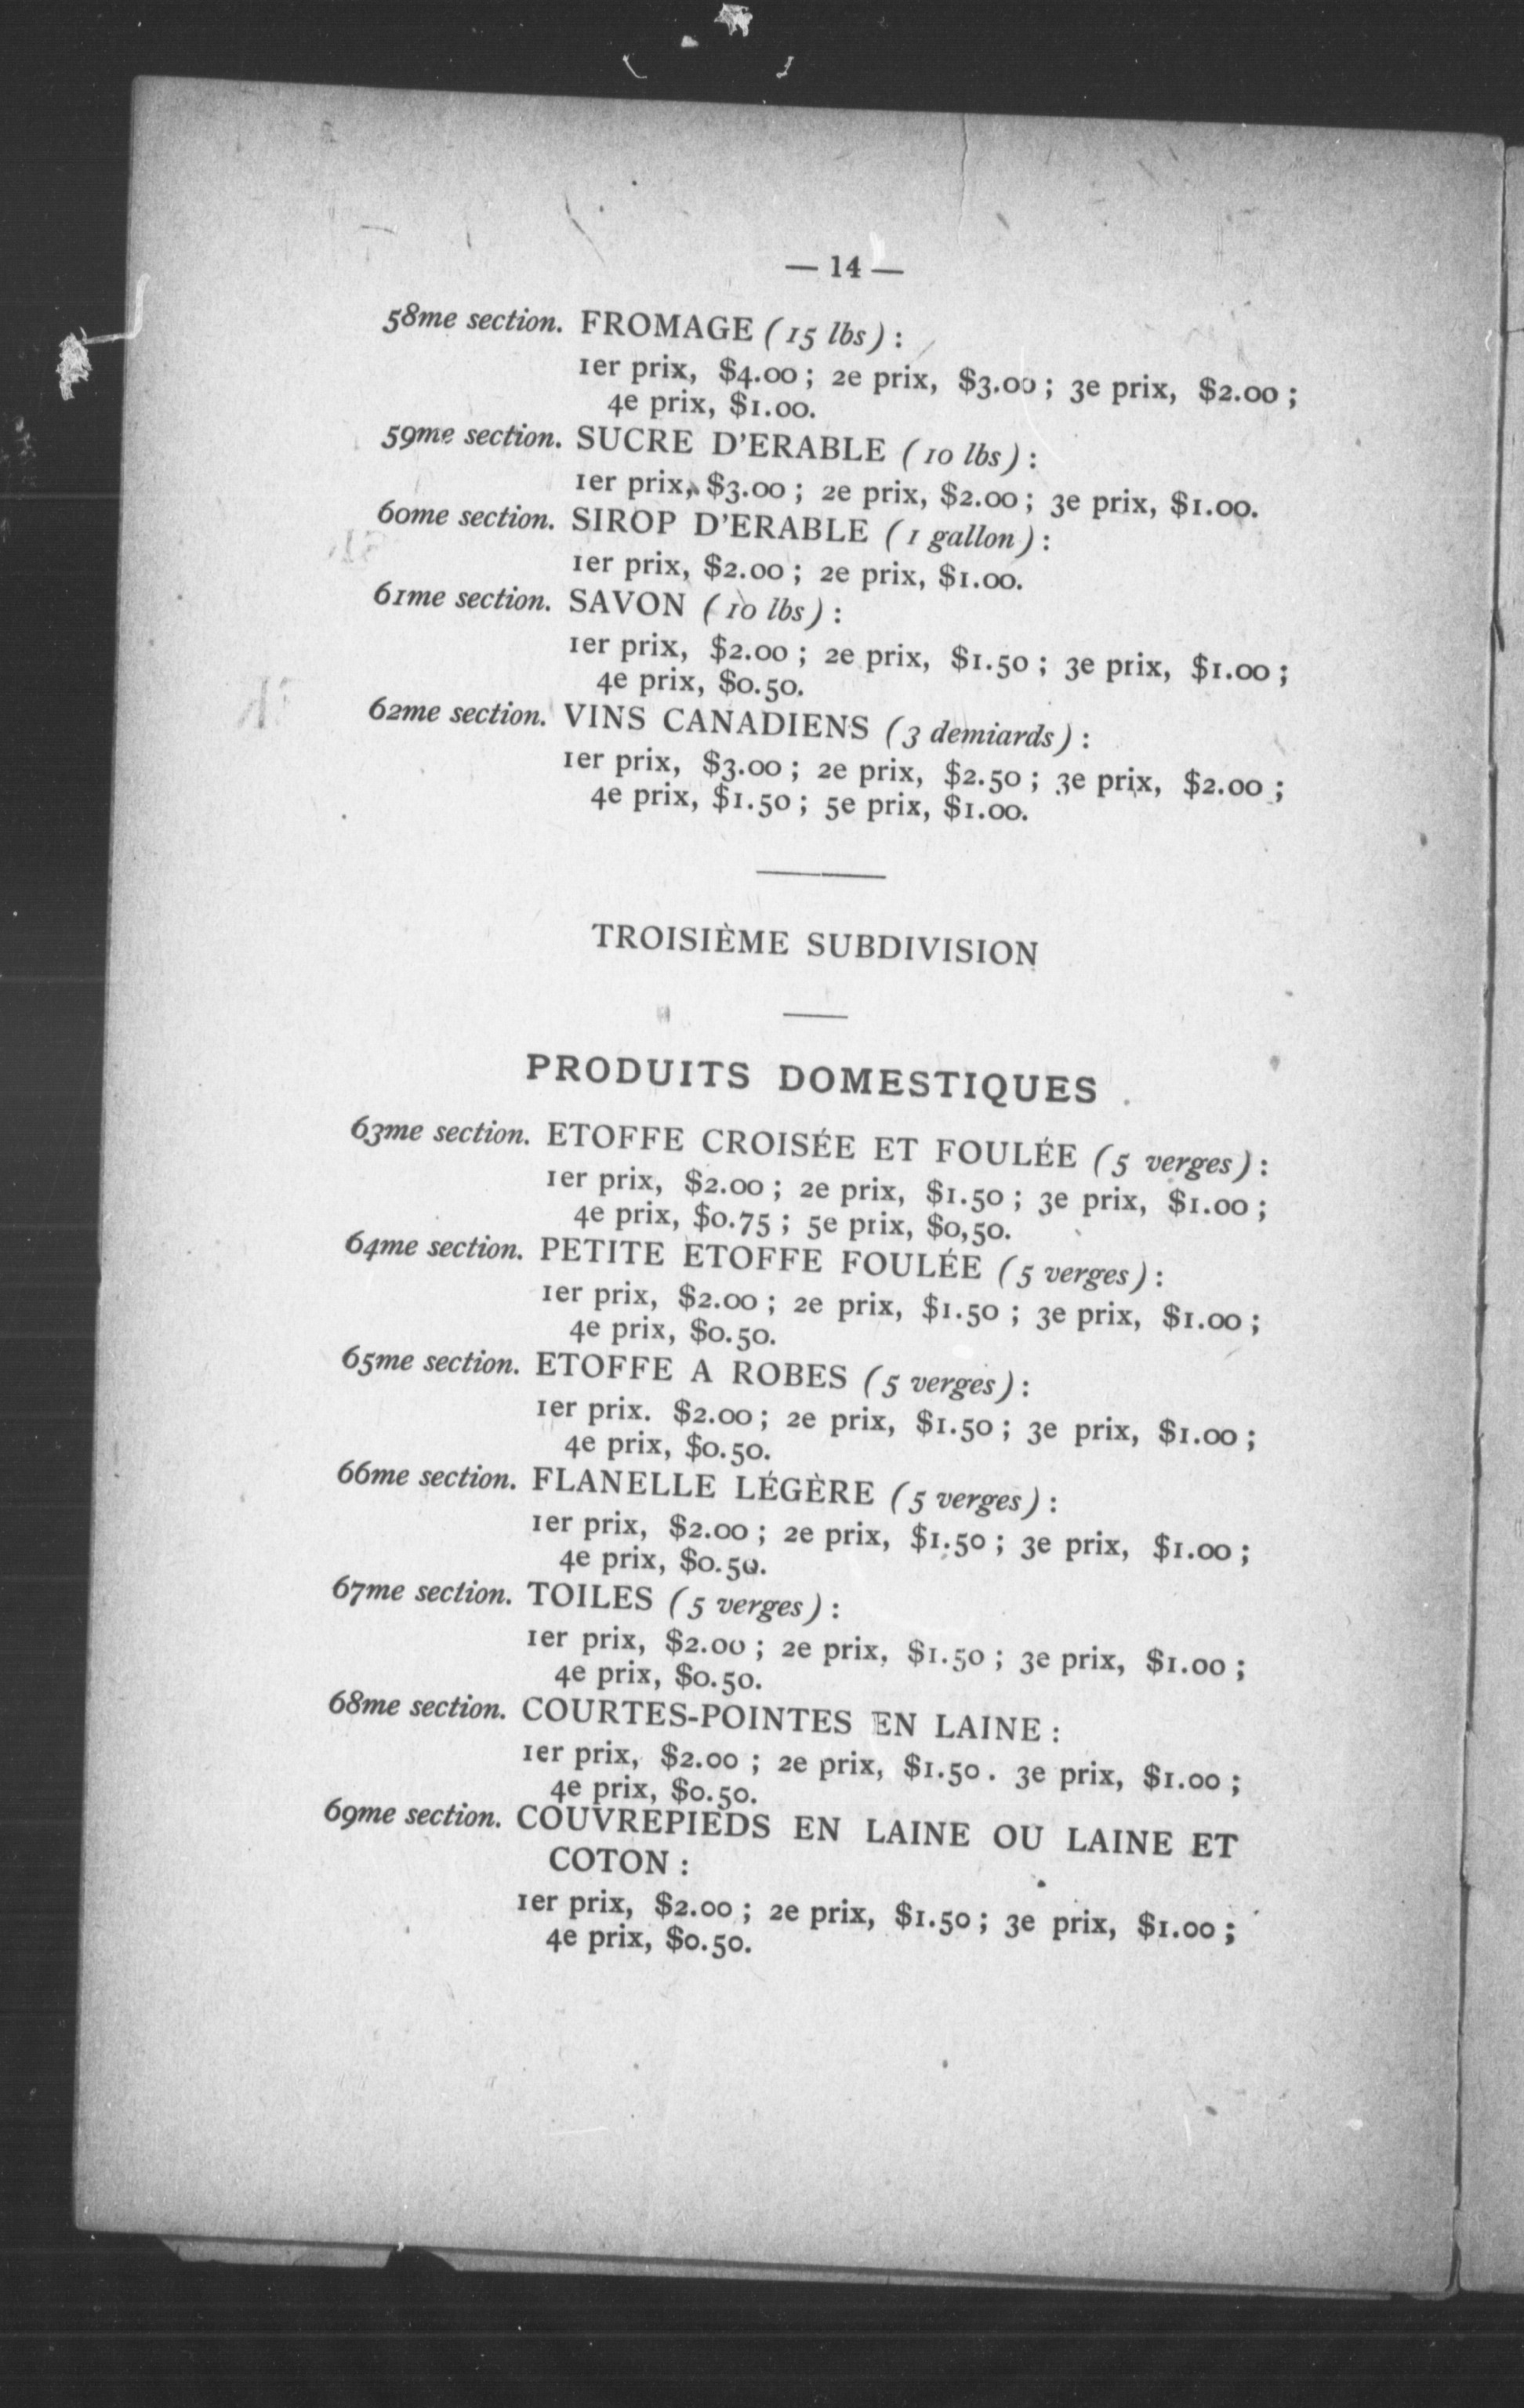 — 14 —
58me section. FROMAGE (15 lbs) :
1er prix, $4.00 ; 2e prix, $3.00 ; 3e prix, $2.00 ;
4e prix, $1.00.
59me section. SUCRE D'ERABLE (10 lbs) :
1er prix, $3.00 ; 2e prix, $2.00 ; 3e prix, $1.00.
60me section. SIROP D'ERABLE (1 gallon) :
1er prix, $2.00 ; 2e prix, $1.00.
61me section. SAVON (10 lbs) :
1er prix, $2.00 ; 2e prix, $1.50 ; 3e prix, $1.00 ;
4e prix, $0.50.
62me section. VINS CANADIENS (3 demiards) :
1er prix, $3.00 ; 2e prix, $2.50 ; 3e prix, $2.00 ;
4e prix, $1.50 ; 5e prix, $1.00.
TROISIÈME SUBDIVISION
PRODUITS DOMESTIQUES
63me section. ETOFFE CROISÉE ET FOULÉE (5 verges) :
1er prix, $2.00 ; 2e prix, $1.50 ; 3e prix, $1.00 ;
4e prix, $0.75 ; 5e prix, $0,50.
64me section. PETITE ETOFFE FOULÉE (5 verges) :
1er prix, $2.00 ; 2e prix, $1.50 ; 3e prix, $1.00 ;
4e prix, $0.50.
65me section. ETOFFE A ROBES (5 verges) :
1er prix. $2.00 ; 2e prix, $1.50 ; 3e prix, $1.00 ;
4e prix, $0.50.
66me section. FLANELLE LÉGÈRE (5 verges) :
1er prix, $2.00 ; 2e prix, $1.50 ; 3e prix, $1.00 ;
4e prix, $0.50.
67me section. TOILES (5 verges) :
1er prix, $2.00 ; 2e prix, $1.50 ; 3e prix, $1.00 ;
4e prix, $0.50.
68me section. COURTES-POINTES EN LAINE :
1er prix, $2.00 ; 2e prix, $1.50 . 3e prix, $1.00 ;
4e prix, $0.50.
69me section. COUVREPIEDS EN LAINE OU LAINE ET
COTON :
1er prix, $2.00 ; 2e prix, $1.50 ; 3e prix, $1.00 ;
4e prix, $0.50.